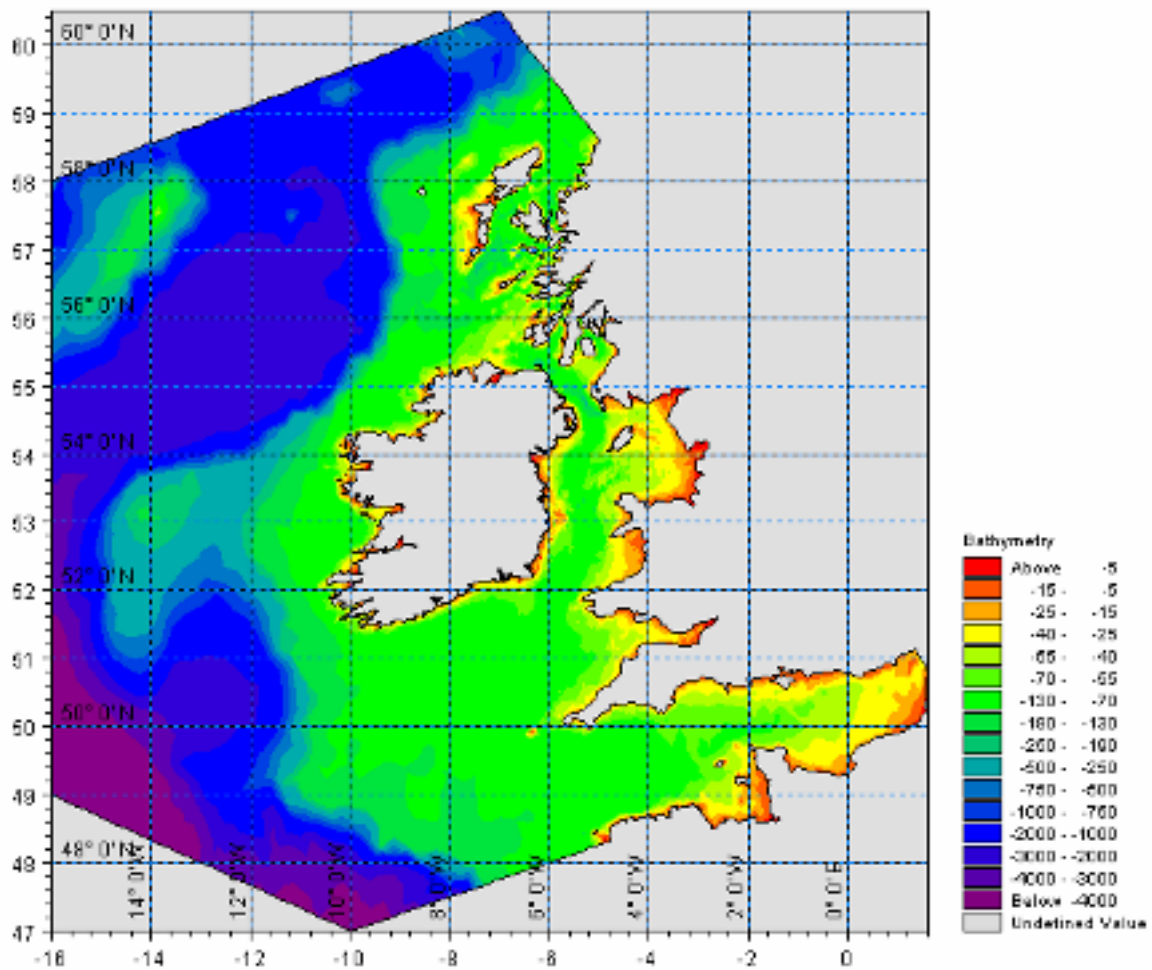 60
60° 0'N
59
58° 0'N
58
57
56° 0'N
56
55
54° 0'N
54
53
52° 0'N
52
51
50° 0'N
50
49
48° 0'N
48
47
14° 0'W
12° 0'W
10° 0'W
8° 0'W
6° 0'W
4° 0'W
2° 0'W
0° 0'E
-16 -14 -12 -10 -8 -6 -4 -2 0
Bathymetry
Above -5
-15 - -5
-25 - -15
-40 - -25
-55 - -40
-70 - -55
-130 - -70
-180 - -130
-250 - -180
-500 - -250
-750 - -500
-1000 - -750
-2000 - -1000
-3000 - -2000
-4000 - -3000
Below -4000
Undefined Value